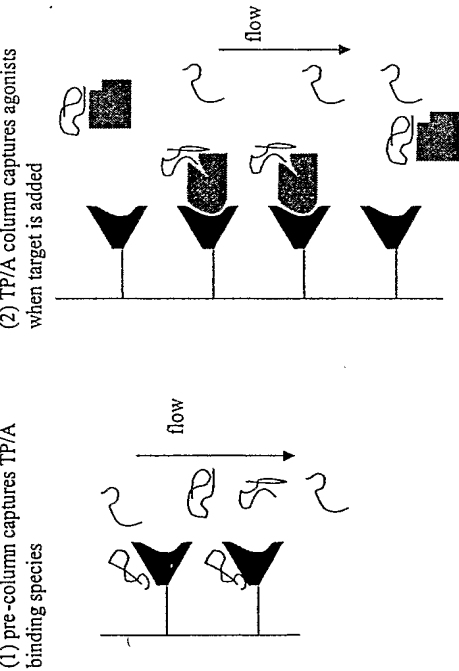 (1) pre-column captures TP/A
binding species
flow
(2) TP/A column captures agonists
when target is added
flow